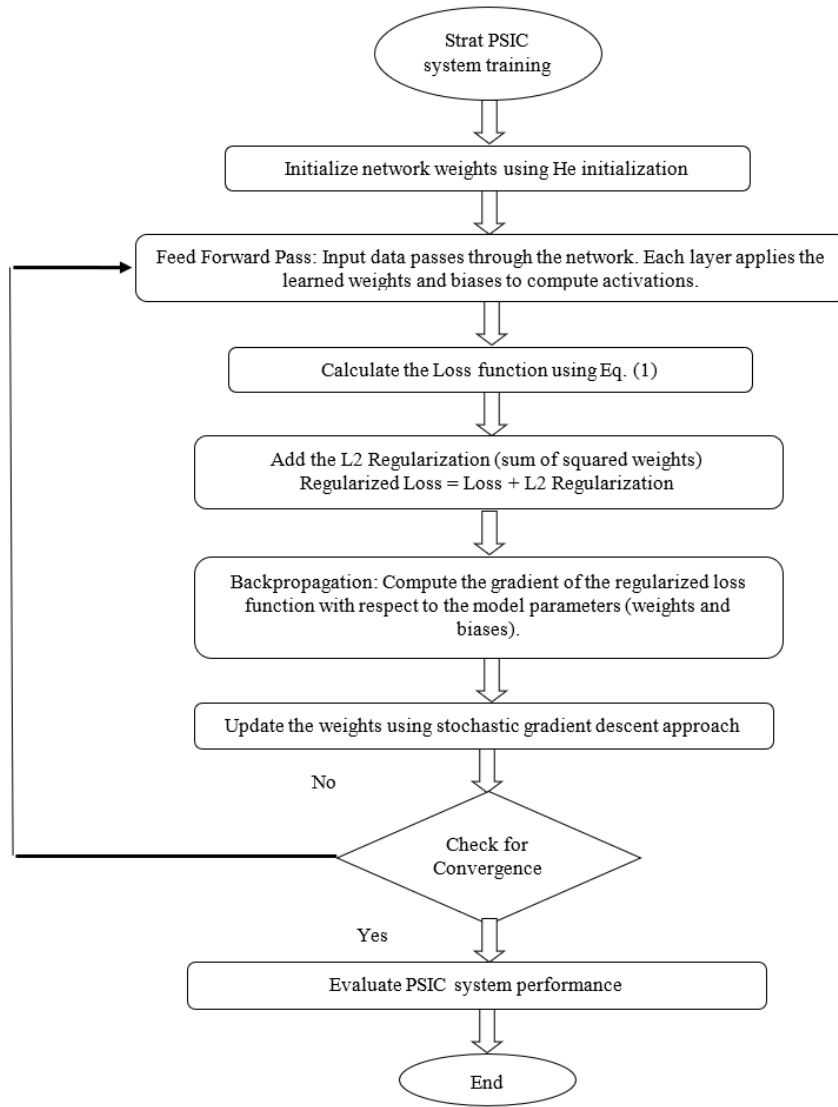 Strat PSIC
system training
Initialize network weights using He initialization
Feed Forward Pass: Input data passes through the network. Each layer applies the
learned weights and biases to compute activations.
Calculate the Loss function using Eq. (1)
Add the L2 Regularization (sum of squared weights)
Regularized Loss = Loss + L2 Regularization
Backpropagation: Compute the gradient of the regularized loss
function with respect to the model parameters (weights and
biases).
Update the weights using stochastic gradient descent approach
No
Check for
Convergence
Yes
Evaluate PSIC system performance
End